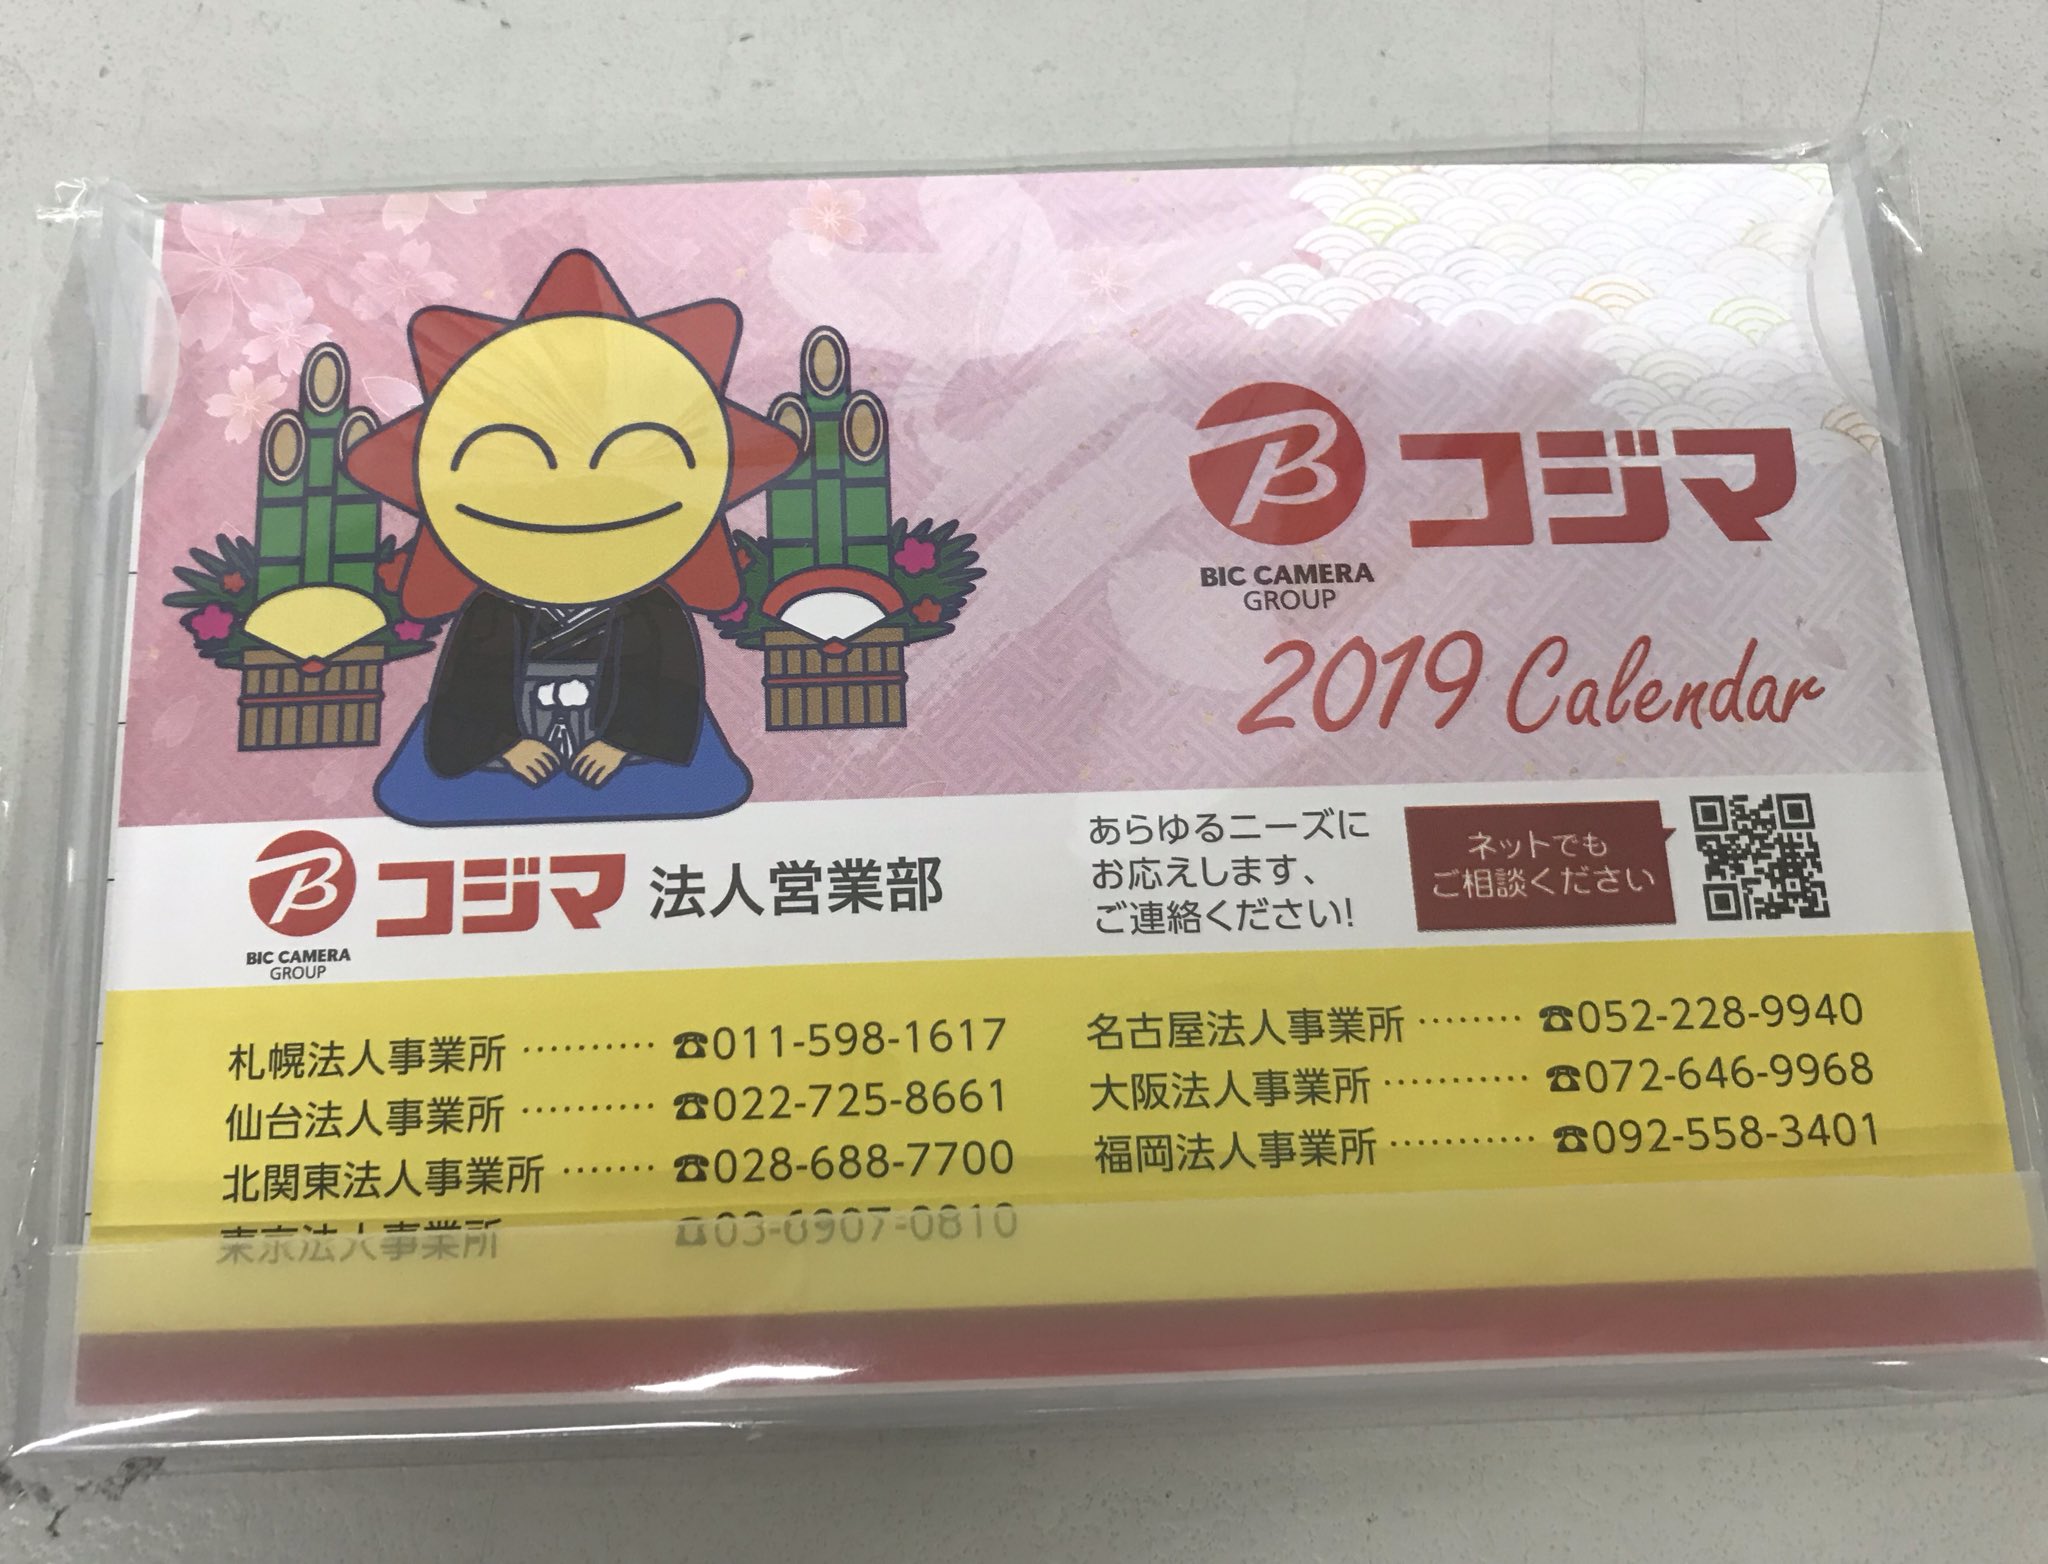 コジマ
BIC CAMERA
GROUP
2019 Calendar
コジマ 法人営業部
BIC CAMERA
GROUP
あらゆるニーズに
お応えします、
ご連絡ください!
ネットでも
ご相談ください
札幌法人事業所 ·········· ☎011-598-1617
仙台法人事業所 ·········· ☎022-725-8661
北関東法人事業所 ······· ☎028-688-7700
東京法人事業所 ☎03-6907-0810
名古屋法人事業所 ········ ☎052-228-9940
大阪法人事業所 ··········· ☎072-646-9968
福岡法人事業所 ··········· ☎092-558-3401